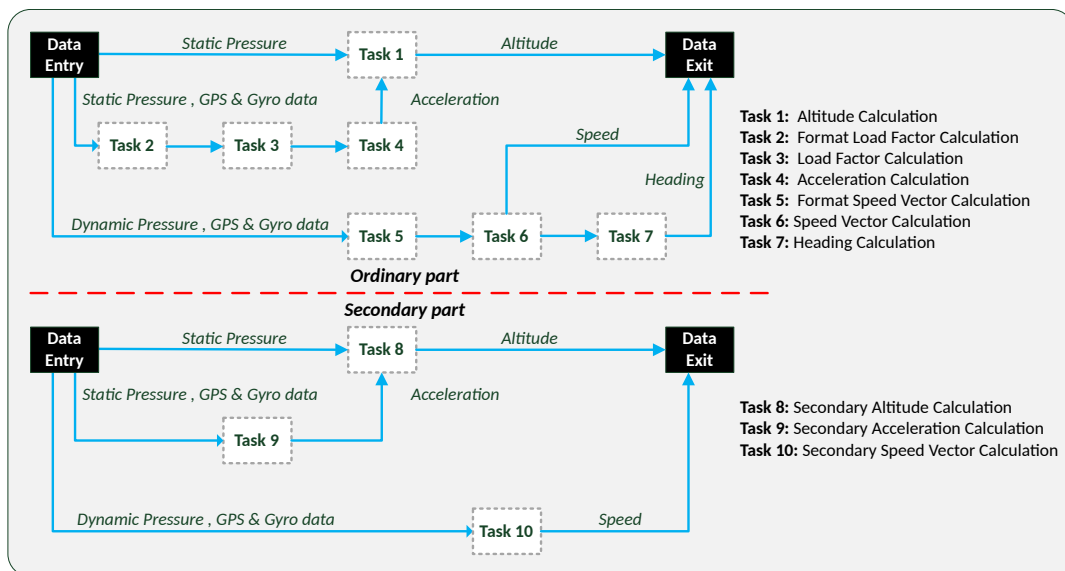 Data
Entry
Static Pressure
Task 1
Altitude
Data
Exit
Static Pressure , GPS & Gyro data
Acceleration
Task 2
Task 3
Task 4
Speed
Heading
Dynamic Pressure , GPS & Gyro data
Task 5
Task 6
Task 7
Ordinary part
Task 1: Altitude Calculation
Task 2: Format Load Factor Calculation
Task 3: Load Factor Calculation
Task 4: Acceleration Calculation
Task 5: Format Speed Vector Calculation
Task 6: Speed Vector Calculation
Task 7: Heading Calculation
Secondary part
Data
Entry
Static Pressure
Task 8
Altitude
Data
Exit
Static Pressure , GPS & Gyro data
Acceleration
Task 9
Dynamic Pressure , GPS & Gyro data
Task 10
Speed
Task 8: Secondary Altitude Calculation
Task 9: Secondary Acceleration Calculation
Task 10: Secondary Speed Vector Calculation